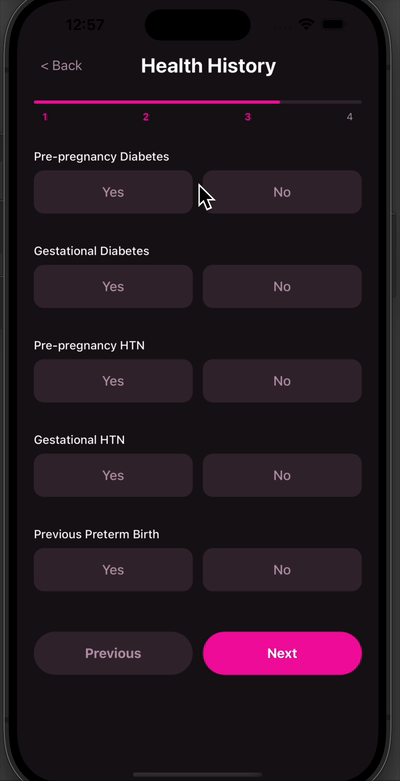 12:57
< Back
Health History
1 2 3 4
Pre-pregnancy Diabetes
Yes No
Gestational Diabetes
Yes No
Pre-pregnancy HTN
Yes No
Gestational HTN
Yes No
Previous Preterm Birth
Yes No
Previous Next